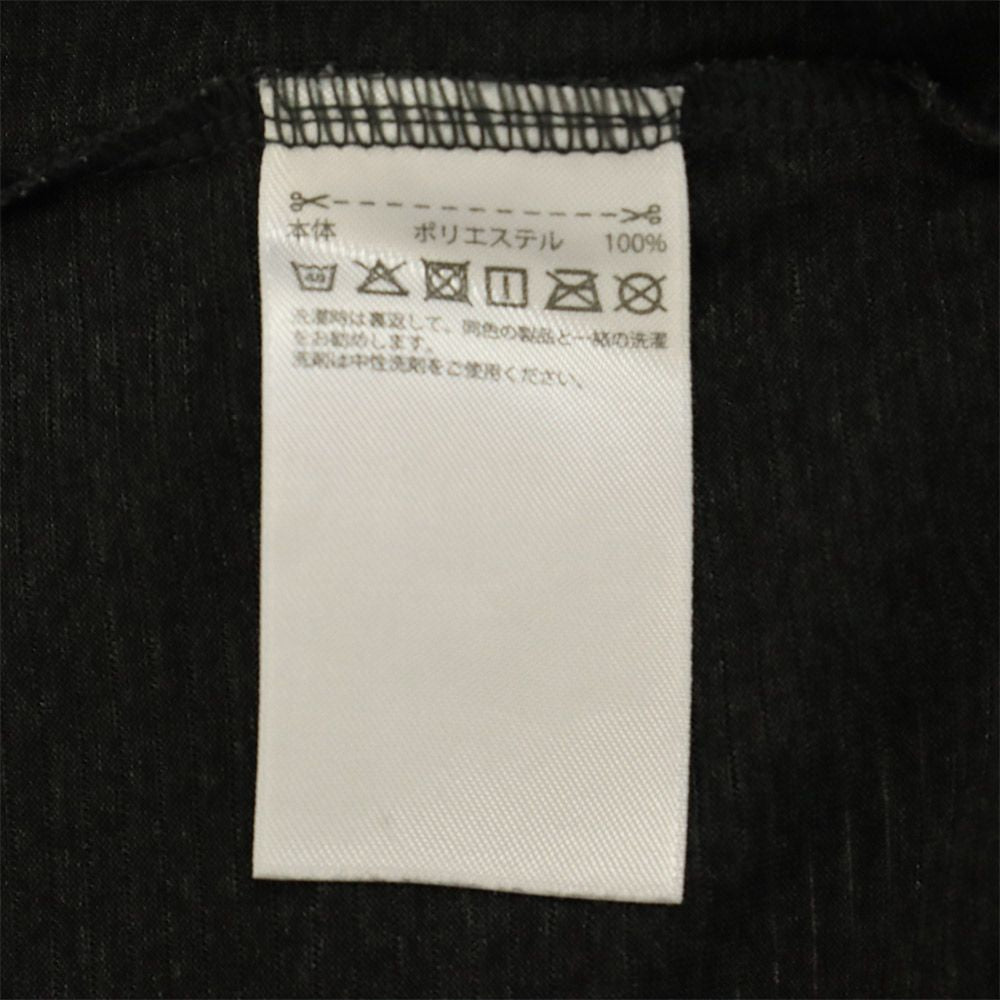 本体 ポリエステル 100%
40
洗濯時は裏返して、同色の製品と一緒の洗濯
をお勧めします。
洗剤は中性洗剤をご使用ください。